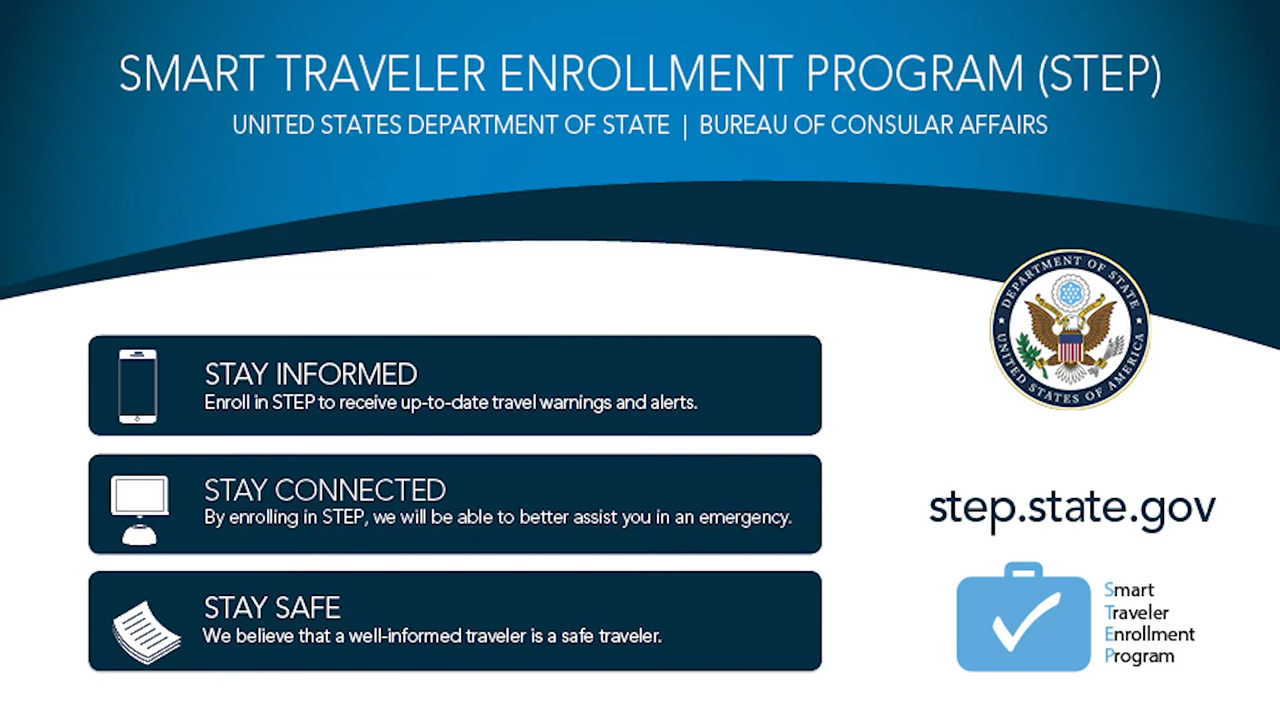 SMART TRAVELER ENROLLMENT PROGRAM (STEP)
UNITED STATES DEPARTMENT OF STATE | BUREAU OF CONSULAR AFFAIRS
DEPARTMENT OF STATE
UNITED STATES OF AMERICA
STAY INFORMED
Enroll in STEP to receive up-to-date travel warnings and alerts.
STAY CONNECTED
By enrolling in STEP, we will be able to better assist you in an emergency.
STAY SAFE
We believe that a well-informed traveler is a safe traveler.
step.state.gov
Smart
Traveler
Enrollment
Program